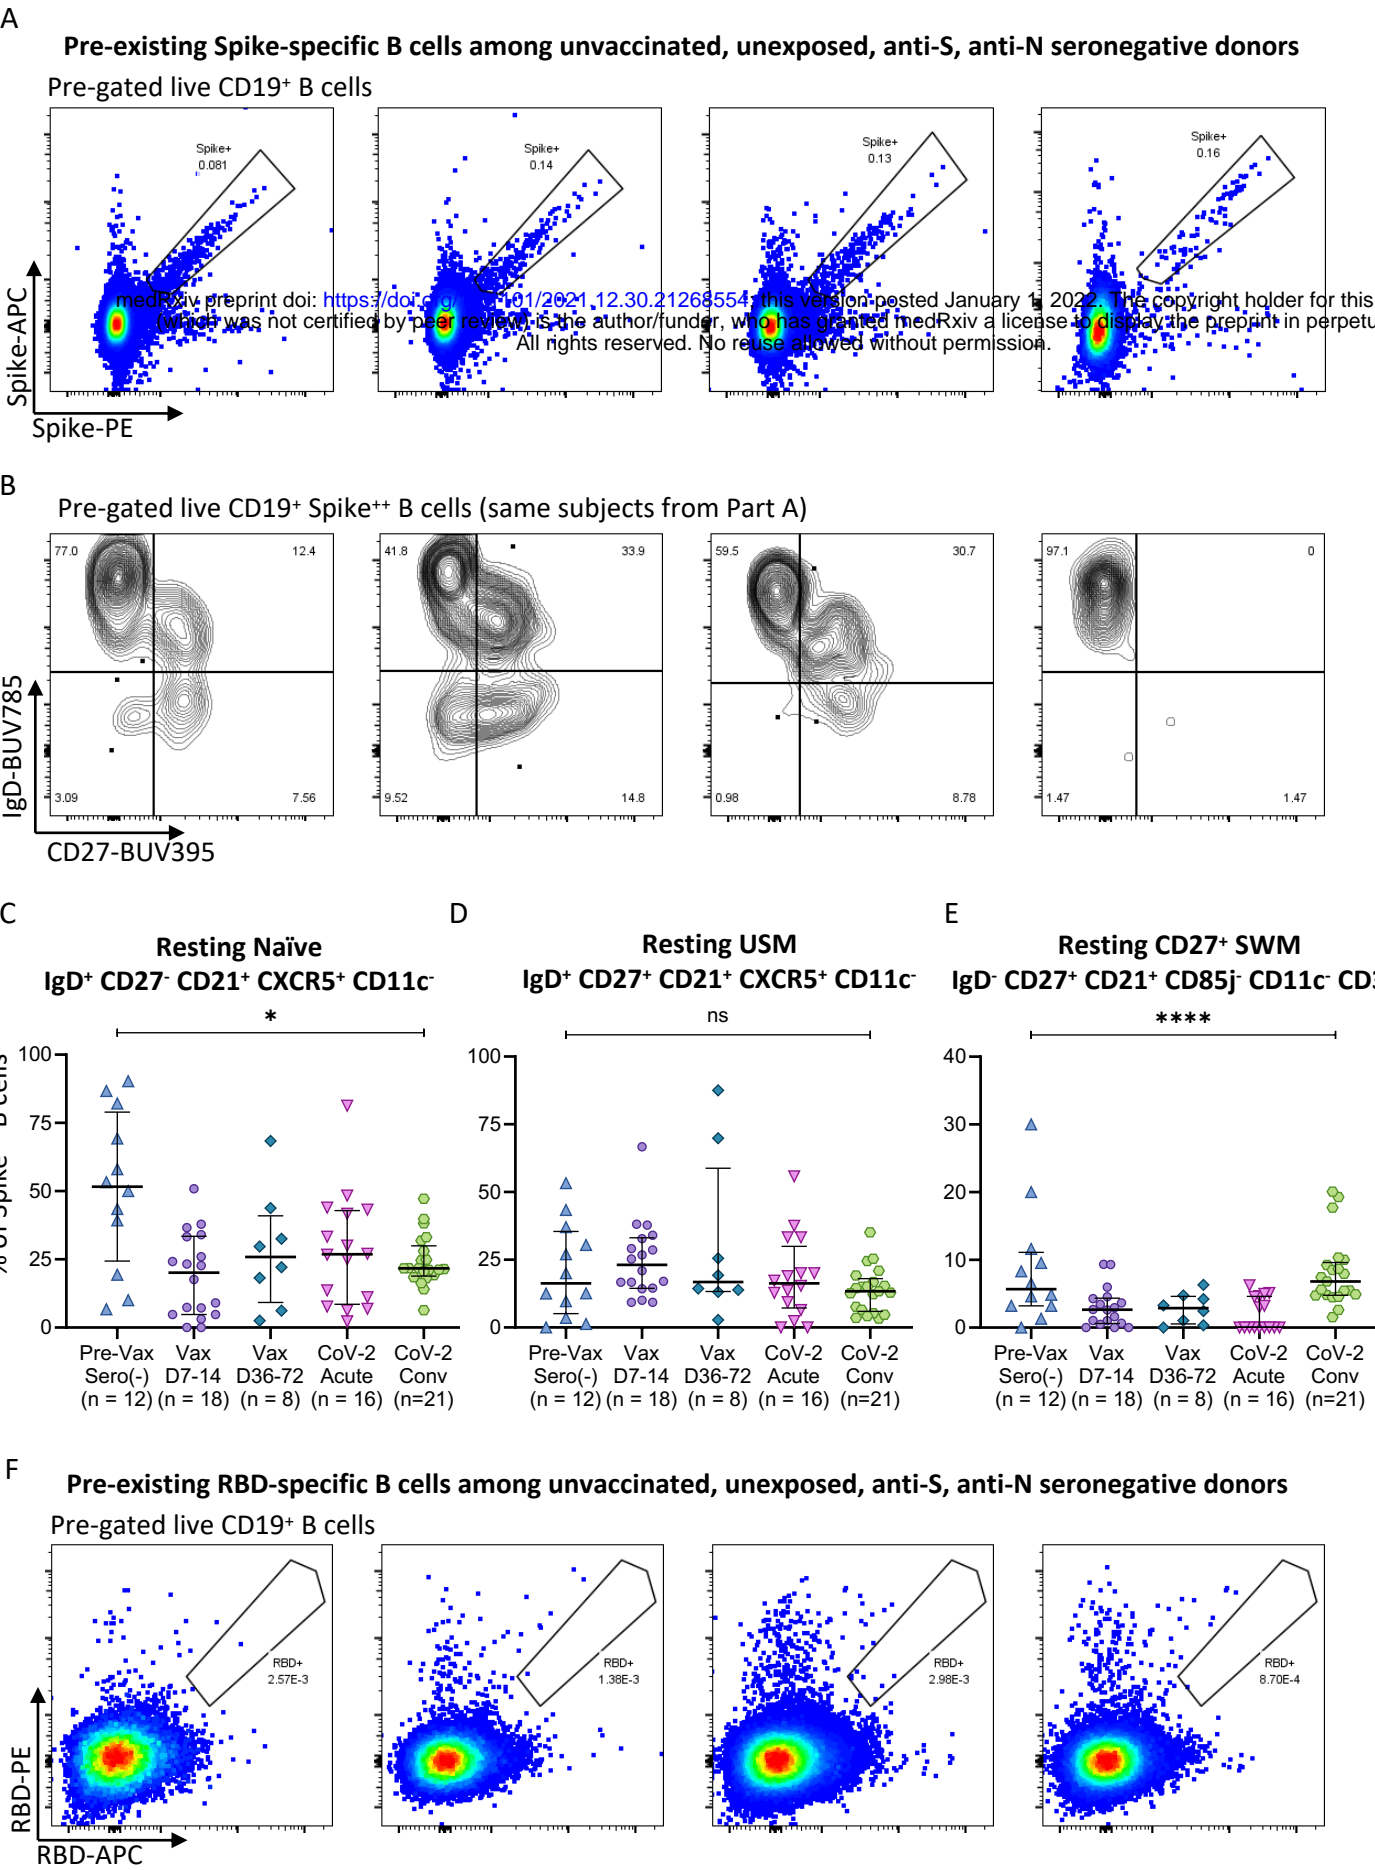 A
Pre-existing Spike-specific B cells among unvaccinated, unexposed, anti-S, anti-N seronegative donors
Pre-gated live CD19⁺ B cells
Spike+
0.081
Spike+
0.14
Spike+
0.13
Spike+
0.16
Spike-APC
Spike-PE
medRxiv preprint doi: https://doi.org/ 101/2021.12.30.21268554; this version posted January 1, 2022. The copyright holder for this
(which was not certified by peer review) is the author/funder, who has granted medRxiv a license to display the preprint in
All rights reserved. No reuse allowed without permission.
B
Pre-gated live CD19⁺ Spike⁺⁺ B cells (same subjects from Part A)
77.0 12.4
3.09 7.56
41.8 33.9
9.52 14.8
59.5 30.7
0.98 8.78
97.1 0
1.47 1.47
IgD-BUV785
CD27-BUV395
C
Resting Naïve
IgD⁺ CD27⁻ CD21⁺ CXCR5⁺ CD11c⁻
*
100
75
50
25
0
Pre-Vax Sero(-) (n = 12)
Vax D7-14 (n = 18)
Vax D36-72 (n = 8)
CoV-2 Acute (n = 16)
CoV-2 Conv (n=21)
D
Resting USM
IgD⁺ CD27⁺ CD21⁺ CXCR5⁺ CD11c⁻
ns
100
75
50
25
0
Pre-Vax Sero(-) (n = 12)
Vax D7-14 (n = 18)
Vax D36-72 (n = 8)
CoV-2 Acute (n = 16)
CoV-2 Conv (n=21)
E
Resting CD27⁺ SWM
IgD⁻ CD27⁺ CD21⁺ CD85j⁻ CD11c⁻
****
40
30
20
10
0
Pre-Vax Sero(-) (n = 12)
Vax D7-14 (n = 18)
Vax D36-72 (n = 8)
CoV-2 Acute (n = 16)
CoV-2 Conv (n=21)
F
Pre-existing RBD-specific B cells among unvaccinated, unexposed, anti-S, anti-N seronegative donors
Pre-gated live CD19⁺ B cells
RBD+
2.57E-3
RBD+
1.38E-3
RBD+
2.98E-3
RBD+
8.70E-4
RBD-PE
RBD-APC